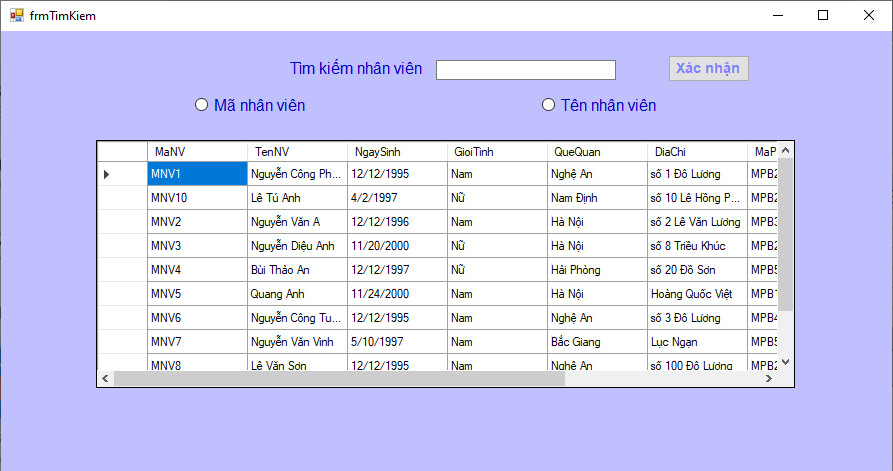 frmTimKiem
Tìm kiếm nhân viên Xác nhận
Mã nhân viên Tên nhân viên
MaNV TenNV NgaySinh GioiTinh QueQuan DiaChi MaP
MNV1 Nguyễn Công Ph... 12/12/1995 Nam Nghệ An số 1 Đô Lương MPB2
MNV10 Lê Tú Anh 4/2/1997 Nữ Nam Định số 10 Lê Hồng P... MPB2
MNV2 Nguyễn Văn A 12/12/1996 Nam Hà Nội số 2 Lê Văn Lương MPB3
MNV3 Nguyễn Diệu Anh 11/20/2000 Nữ Hà Nội số 8 Triều Khúc MPB2
MNV4 Bùi Thảo An 12/12/1997 Nữ Hải Phòng số 20 Đồ Sơn MPB5
MNV5 Quang Anh 11/24/2000 Nam Hà Nội Hoàng Quốc Việt MPB1
MNV6 Nguyễn Công Tu... 12/12/1995 Nam Nghệ An số 3 Đô Lương MPB4
MNV7 Nguyễn Văn Vinh 5/10/1997 Nam Bắc Giang Lục Ngạn MPB5
MNV8 Lê Văn Sơn 12/12/1995 Nam Nghệ An số 100 Đô Lương MPB2